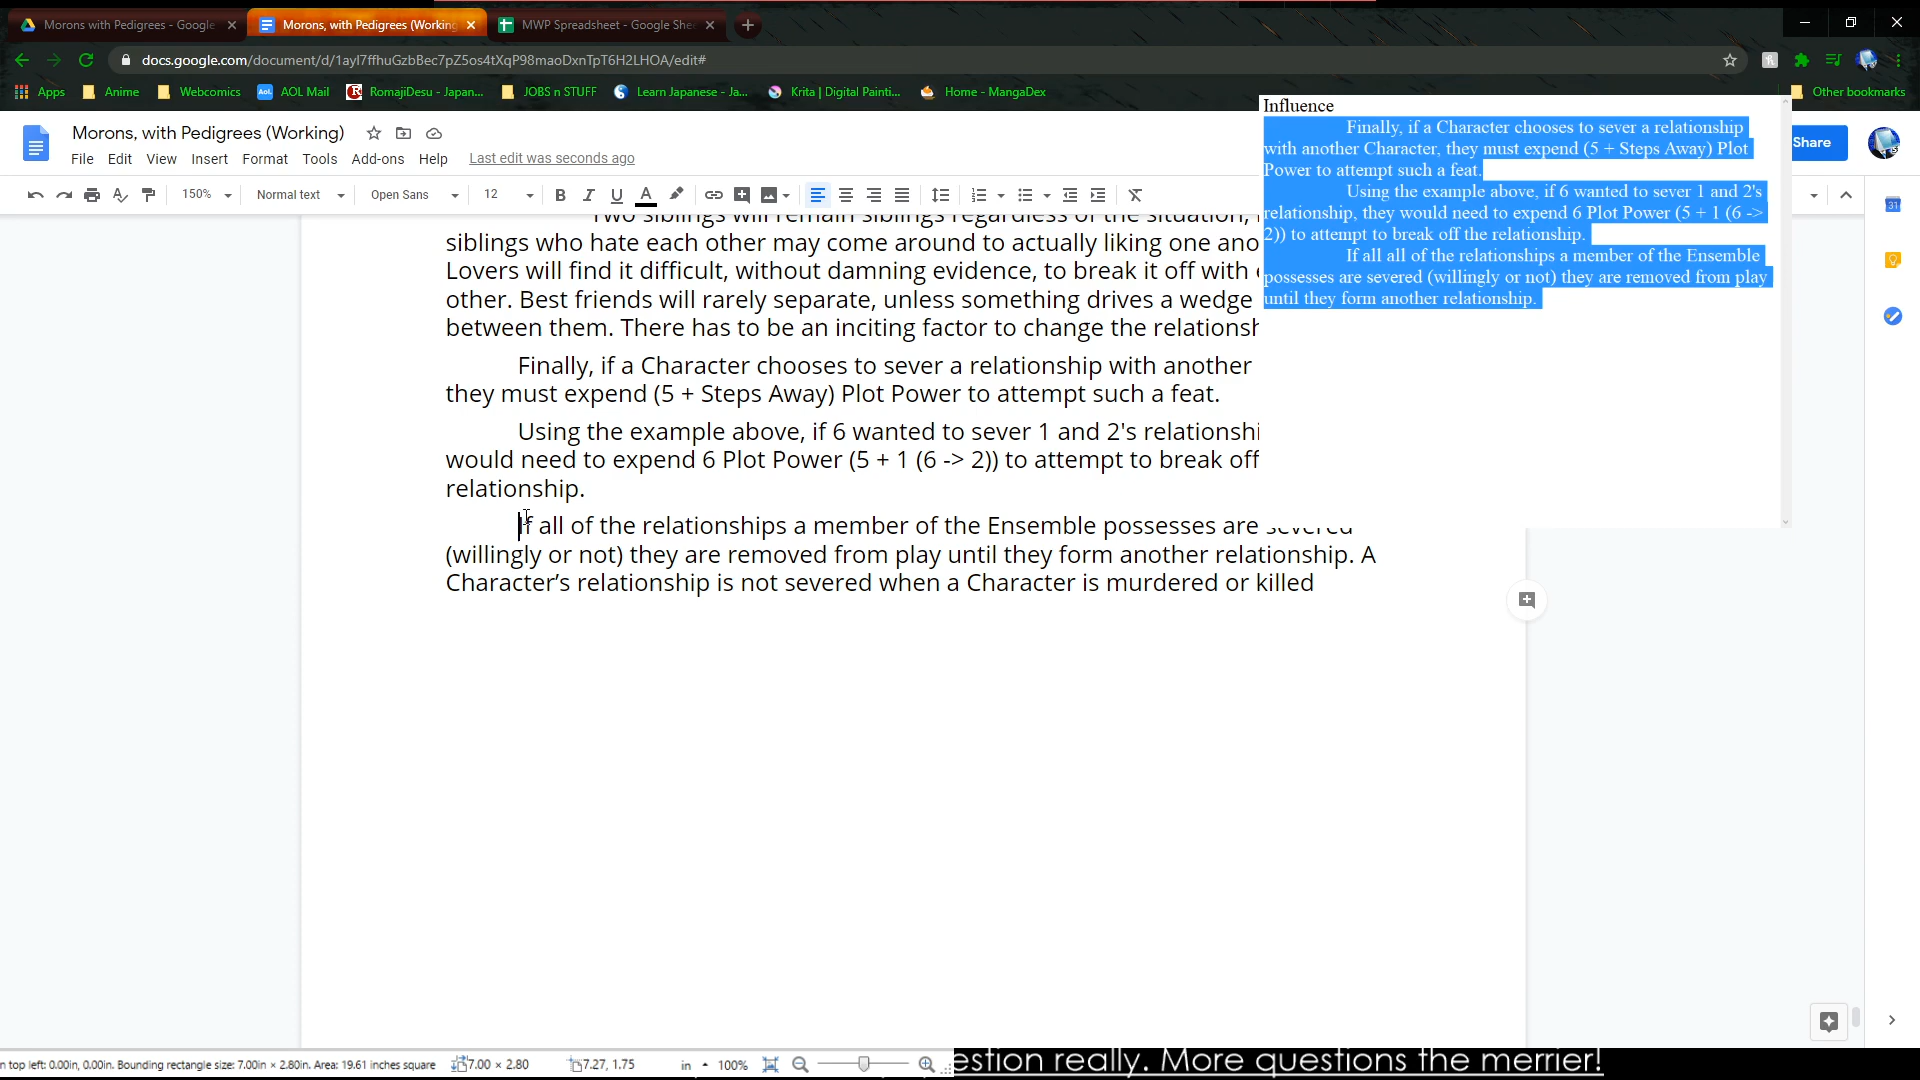 Morons with Pedigrees - Google
Morons, with Pedigrees (Working
MWP Spreadsheet - Google She
docs.google.com/document/d/1ayl7ffhuGzbBec7pZ5os4tXqP98maoDxnTpT6H2LHOA/edit#
Apps Anime Webcomics AOL Mail RomajiDesu - Japan... JOBS n STUFF Learn Japanese - Ja... Krita | Digital Painti... Home - MangaDex Other bookmarks
Morons, with Pedigrees (Working)
File Edit View Insert Format Tools Add-ons Help Last edit was seconds ago
Share
150% Normal text Open Sans 12
Influence
Finally, if a Character chooses to sever a relationship
with another Character, they must expend (5 + Steps Away) Plot
Power to attempt such a feat.
Using the example above, if 6 wanted to sever 1 and 2's
relationship, they would need to expend 6 Plot Power (5 + 1 (6 ->
2)) to attempt to break off the relationship.
If all all of the relationships a member of the Ensemble
possesses are severed (willingly or not) they are removed from play
until they form another relationship.
Two siblings will remain siblings regardless of the situation,
siblings who hate each other may come around to actually liking one ano
Lovers will find it difficult, without damning evidence, to break it off with
other. Best friends will rarely separate, unless something drives a wedge
between them. There has to be an inciting factor to change the relationsh
Finally, if a Character chooses to sever a relationship with another
they must expend (5 + Steps Away) Plot Power to attempt such a feat.
Using the example above, if 6 wanted to sever 1 and 2's relationshi
would need to expend 6 Plot Power (5 + 1 (6 -> 2)) to attempt to break off
relationship.
If all of the relationships a member of the Ensemble possesses are severed
(willingly or not) they are removed from play until they form another relationship. A
Character's relationship is not severed when a Character is murdered or killed
n top left: 0.00in, 0.00in. Bounding rectangle size: 7.00in × 2.80in. Area: 19.61 inches square 7.00 × 2.80 7.27, 1.75 in 100%
estion really. More questions the merrier!